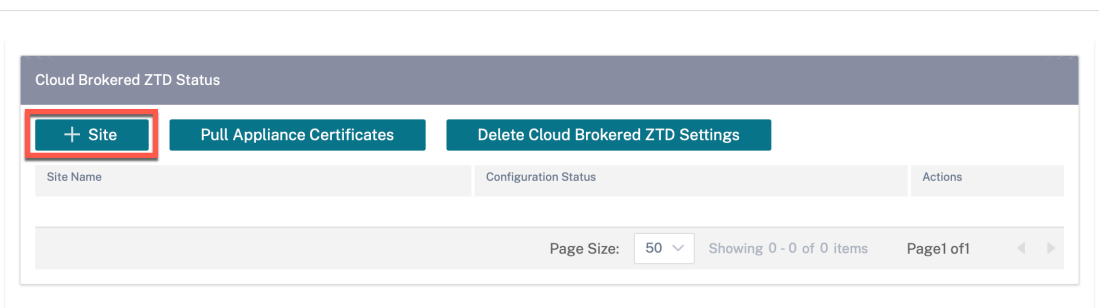 Cloud Brokered ZTD Status
+ Site Pull Appliance Certificates Delete Cloud Brokered ZTD Settings
Site Name Configuration Status Actions
Page Size: 50 Showing 0 - 0 of 0 items Page1 of1